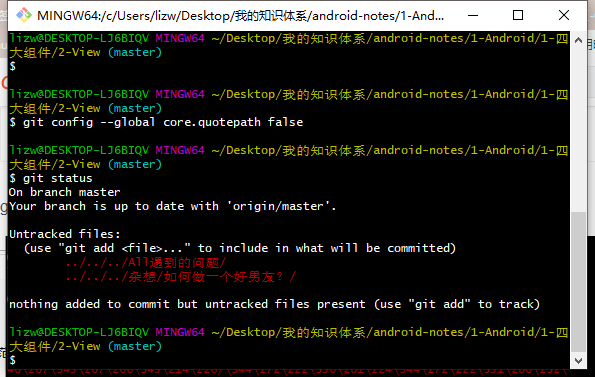 MINGW64:/c/Users/lizw/Desktop/我的知识体系/android-notes/1-And...
lizw@DESKTOP-LJ6BIQV MINGW64 ~/Desktop/我的知识体系/android-notes/1-Android/1-四
大组件/2-View (master)
$
lizw@DESKTOP-LJ6BIQV MINGW64 ~/Desktop/我的知识体系/android-notes/1-Android/1-四
大组件/2-View (master)
$ git config --global core.quotepath false
lizw@DESKTOP-LJ6BIQV MINGW64 ~/Desktop/我的知识体系/android-notes/1-Android/1-四
大组件/2-View (master)
$ git status
On branch master
Your branch is up to date with 'origin/master'.
Untracked files:
(use "git add <file>..." to include in what will be committed)
../../../All遇到的问题/
../../../杂想/如何做一个好男友？/
nothing added to commit but untracked files present (use "git add" to track)
lizw@DESKTOP-LJ6BIQV MINGW64 ~/Desktop/我的知识体系/android-notes/1-Android/1-四
大组件/2-View (master)
$